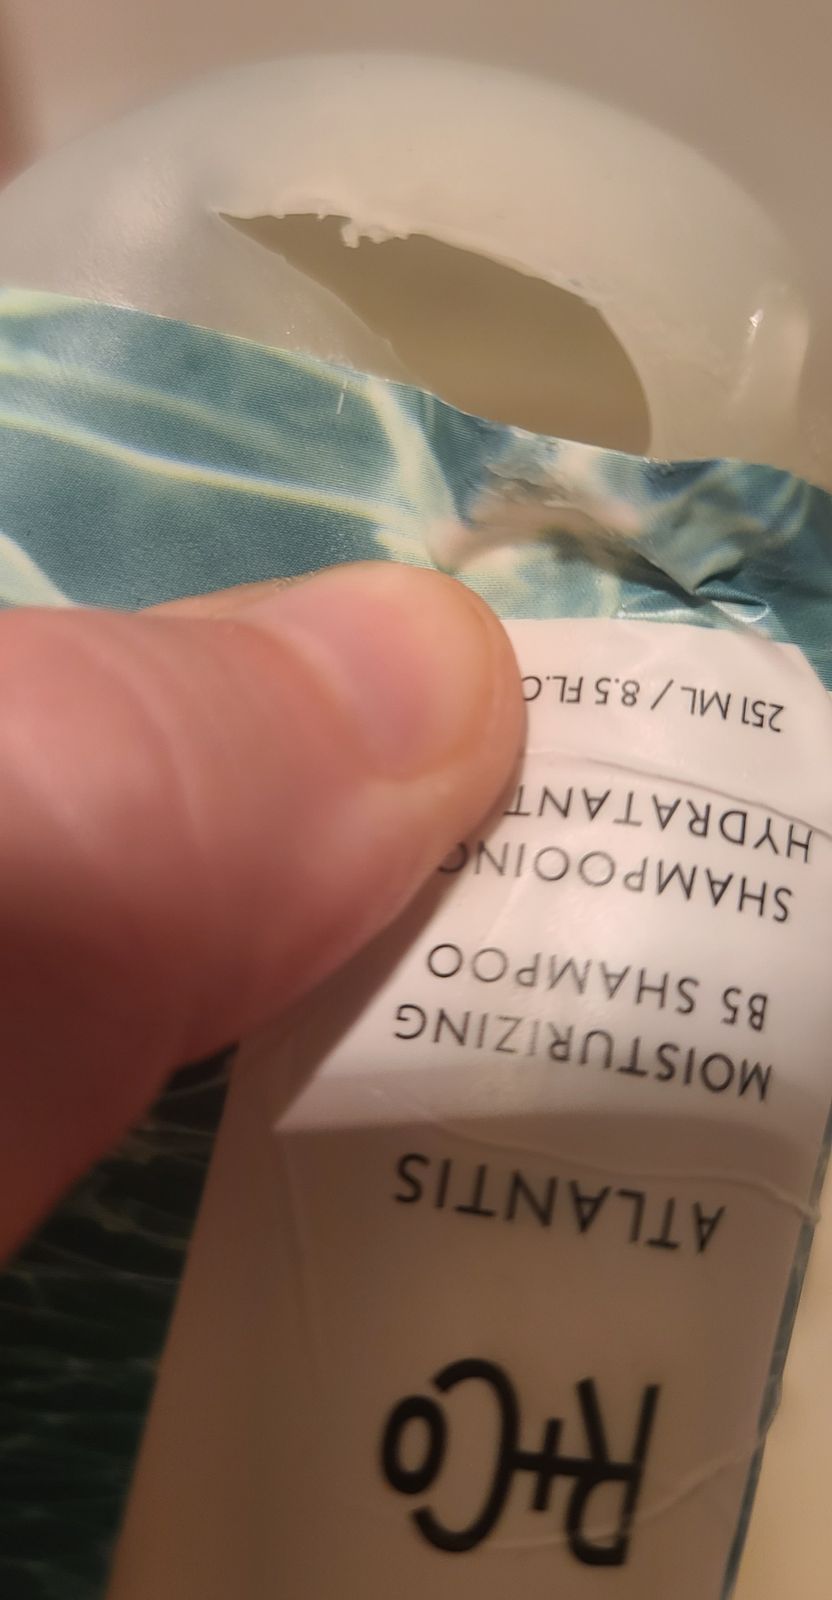 R+Co
ATLANTIS
MOISTURIZING
B5 SHAMPOO
SHAMPOOING
HYDRATANT
251 ML / 8.5 FL.O